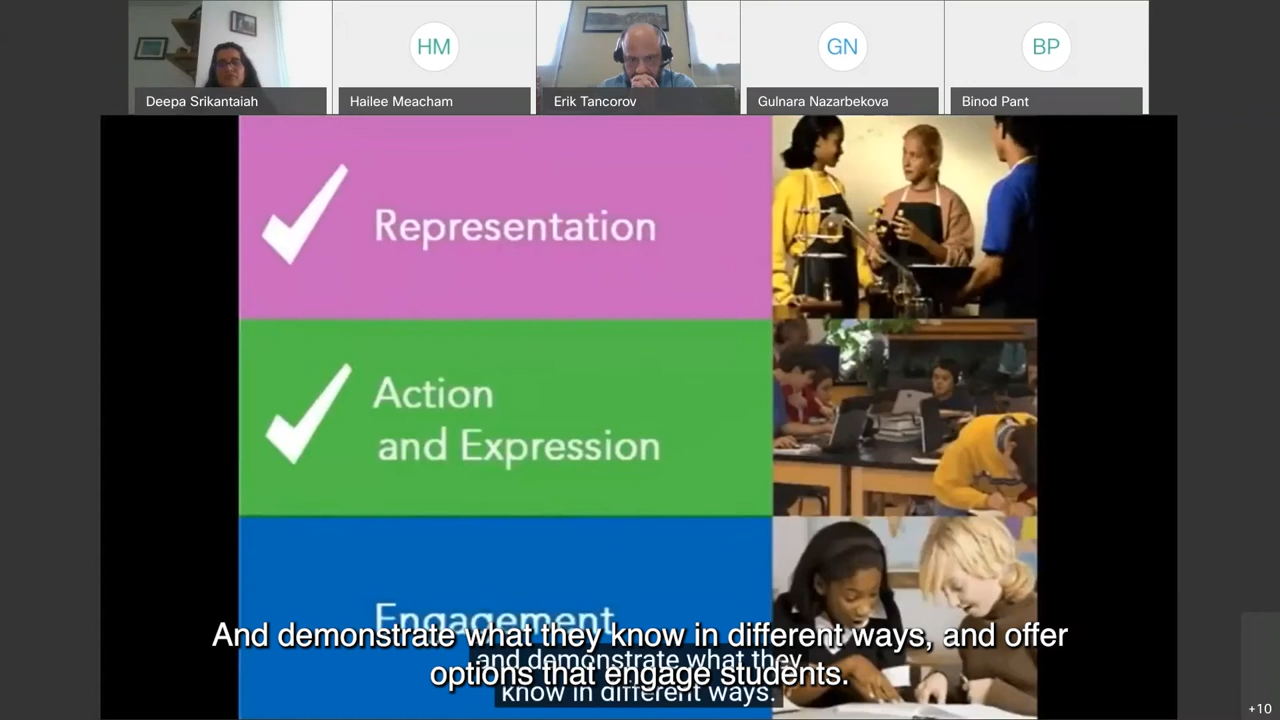 HM
GN
BP
Deepa Srikantaiah
Hailee Meacham
Erik Tancorov
Gulnara Nazarbekova
Binod Pant
Representation
Action
and Expression
Engagement
And demonstrate what they know in different ways, and offer
options that engage students.
and demonstrate what they
know in different ways.
+10